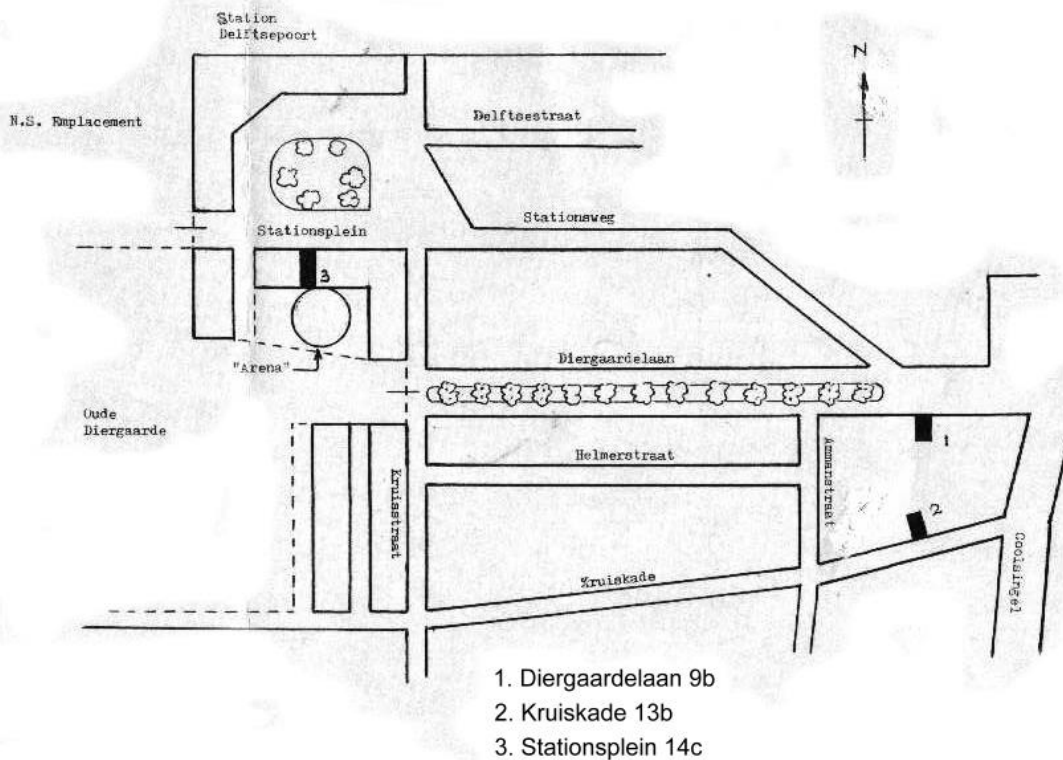 Station
Delftsepoort
N
N.S. Emplacement
Delftsestraat
Stationsweg
Stationsplein
3
"Arena"
Diergaardelaan
Oude
Diergaarde
Kruisstraat
Helmerstraat
Ammanstraat
1
2
Kruiskade
Coolsingel
1. Diergaardelaan 9b
2. Kruiskade 13b
3. Stationsplein 14c